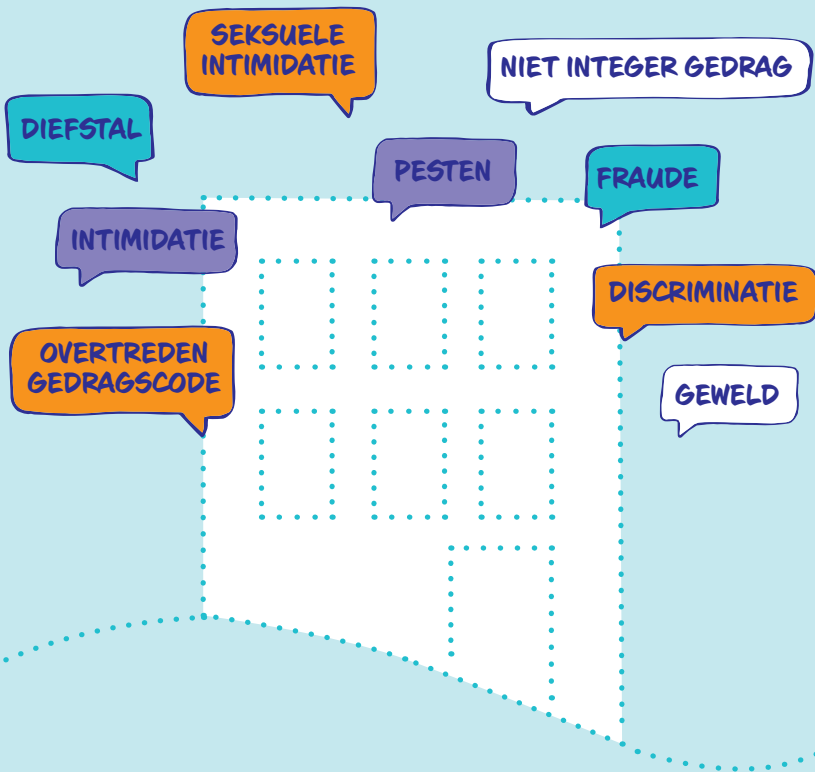 SEKSUELE
INTIMIDATIE
NIET INTEGER GEDRAG
DIEFSTAL
PESTEN
FRAUDE
INTIMIDATIE
DISCRIMINATIE
OVERTREDEN
GEDRAGSCODE
GEWELD